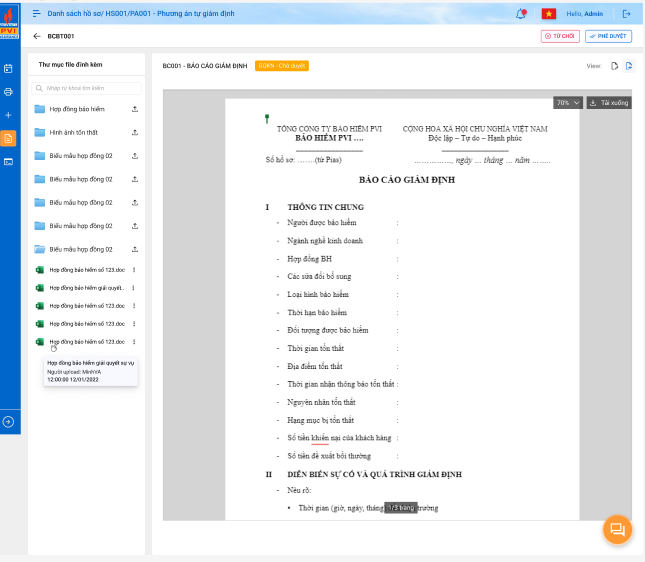 Danh sách hồ sơ/ HS001/PA001 - Phương án tự giám định
Hello, Admin
PVI
BCBT001
TỪ CHỐI
PHÊ DUYỆT
Thư mục file đính kèm
Nhập từ khoá tìm kiếm
Hợp đồng bảo hiểm
Hình ảnh tổn thất
Biểu mẫu hợp đồng 02
Biểu mẫu hợp đồng 02
Biểu mẫu hợp đồng 02
Biểu mẫu hợp đồng 02
Biểu mẫu hợp đồng 02
Hợp đồng bảo hiểm số 123.doc
Hợp đồng bảo hiểm giải quyết..
Hợp đồng bảo hiểm số 123.doc
Hợp đồng bảo hiểm số 123.doc
Hợp đồng bảo hiểm số 123.doc
Hợp đồng bảo hiểm giải quyết sự vụ
Người upload: MinhVA
12:00:00 12/01/2022
BC001 - BÁO CÁO GIÁM ĐỊNH
- Chờ duyệt
View:
70%
Tải xuống
TỔNG CÔNG TY BẢO HIỂM PVI
BẢO HIỂM PVI ....
CỘNG HOÀ XÃ HỘI CHỦ NGHĨA VIỆT NAM
Độc lập – Tự do – Hạnh phúc
Số hồ sơ: …….(từ Pias)
…………., ngày … tháng … năm ……..
BÁO CÁO GIÁM ĐỊNH
I THÔNG TIN CHUNG
- Người được bảo hiểm :
- Ngành nghề kinh doanh :
- Hợp đồng BH :
- Các sửa đổi bổ sung :
- Loại hình bảo hiểm :
- Thời hạn bảo hiểm :
- Đối tượng được bảo hiểm :
- Thời gian tổn thất :
- Địa điểm tổn thất :
- Thời gian nhận thông báo tổn thất :
- Nguyên nhân tổn thất :
- Hạng mục bị tổn thất :
- Số tiền khiến nại của khách hàng :
- Số tiền đề xuất bồi thường :
II DIỄN BIẾN SỰ CỐ VÀ QUÁ TRÌNH GIÁM ĐỊNH
- Nêu rõ:
• Thời gian (giờ, ngày, tháng
1/3 trang
trường